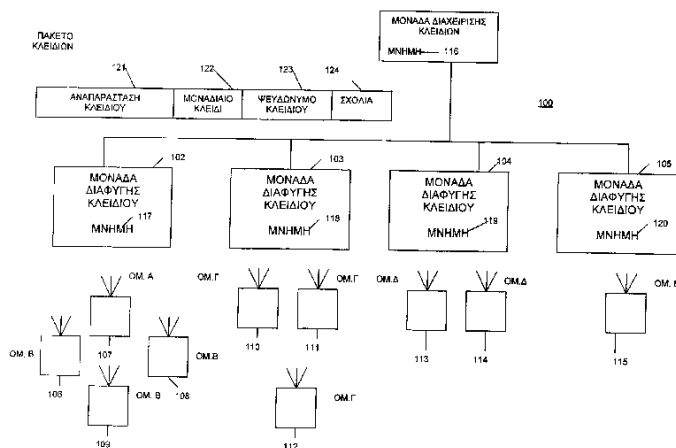 ΠΑΚΕΤΟ
ΚΛΕΙΔΙΩΝ
ΜΟΝΑΔΑ ΔΙΑΧΕΙΡΙΣΗΣ
ΚΛΕΙΔΙΩΝ
ΜΝΗΜΗ 116
121 122 123 124
ΑΝΑΠΑΡΑΣΤΑΣΗ
ΚΛΕΙΔΙΟΥ
ΜΟΝΑΔΙΑΙΟ
ΚΛΕΙΔΙ
ΨΕΥΔΩΝΥΜΟ
ΚΛΕΙΔΙΟΥ
ΣΧΟΛΙΑ
100
102
ΜΟΝΑΔΑ
ΔΙΑΦΥΓΗΣ
ΚΛΕΙΔΙΟΥ
117
ΜΝΗΜΗ
103
ΜΟΝΑΔΑ
ΔΙΑΦΥΓΗΣ
ΚΛΕΙΔΙΟΥ
118
ΜΝΗΜΗ
104
ΜΟΝΑΔΑ
ΔΙΑΦΥΓΗΣ
ΚΛΕΙΔΙΟΥ
ΜΝΗΜΗ 119
105
ΜΟΝΑΔΑ
ΔΙΑΦΥΓΗΣ
ΚΛΕΙΔΙΟΥ
ΜΝΗΜΗ 120
ΟΜ. Α
107
ΟΜ. Β
106
ΟΜ.Β
108
ΟΜ. Β
109
ΟΜ.Γ
110
ΟΜ.Γ
111
ΟΜ.Γ
112
ΟΜ.Δ
113
ΟΜ.Δ
114
ΟΜ.
115